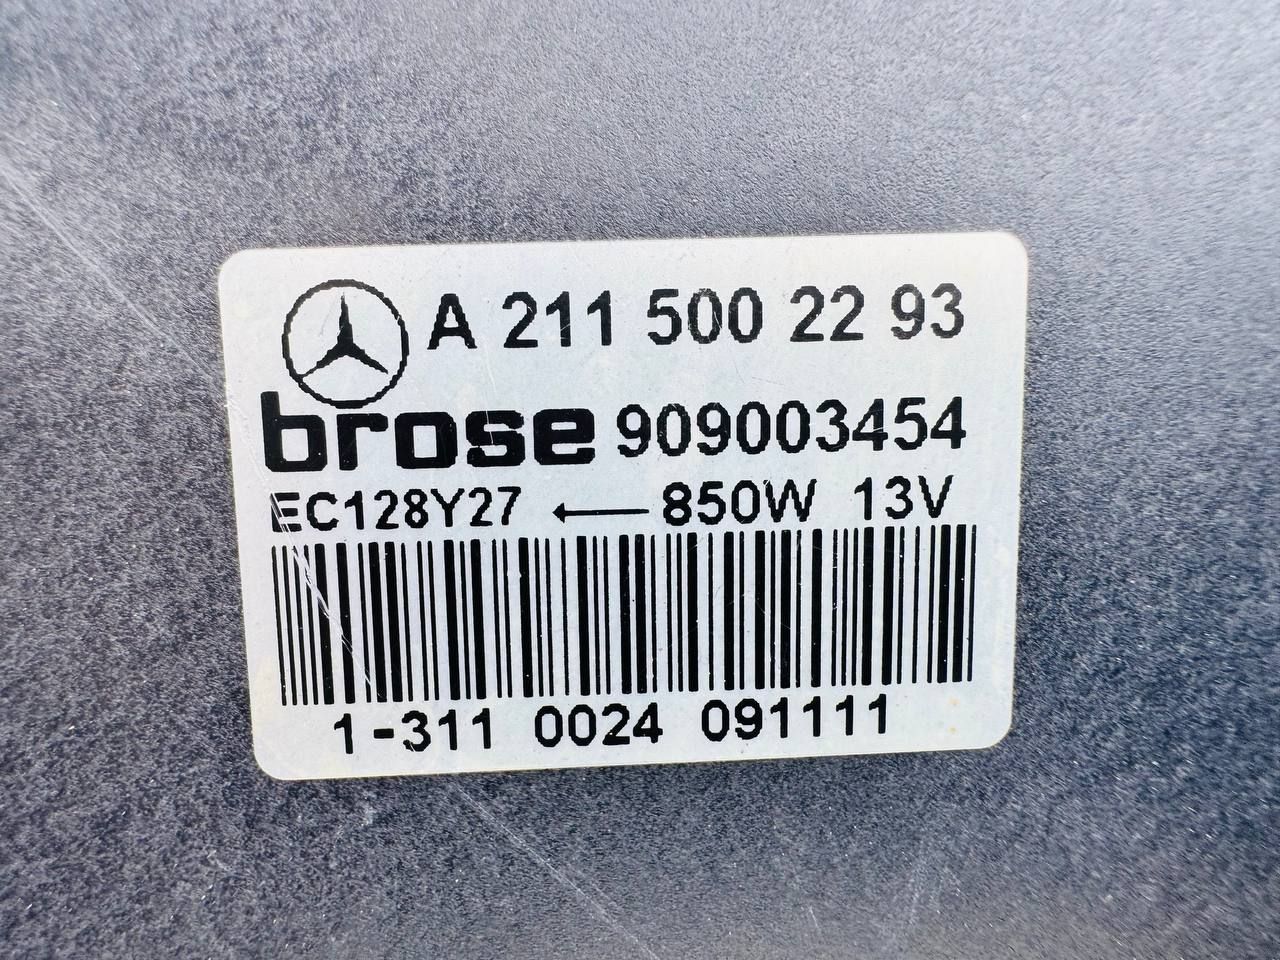 A 211 500 22 93
brose 909003454
EC128Y27 ← 850W 13V
1-311 0024 091111